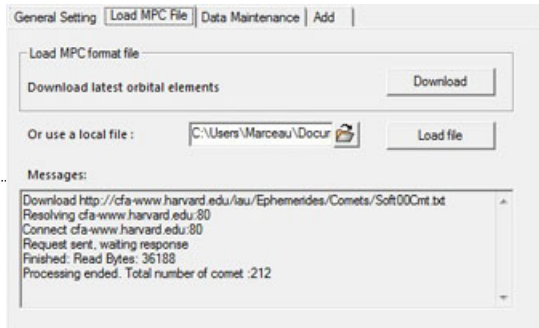 General Setting Load MPC File Data Maintenance Add
Load MPC format file
Download latest orbital elements
Download
Or use a local file :
C:\Users\Marceau\Docur
Load file
Messages:
Download http://cfa-www.harvard.edu/iau/Ephemerides/Comets/Soft00Cmt.txt
Resolving cfa-www.harvard.edu:80
Connect cfa-www.harvard.edu:80
Request sent, waiting response
Finished: Read Bytes: 36188
Processing ended. Total number of comet :212